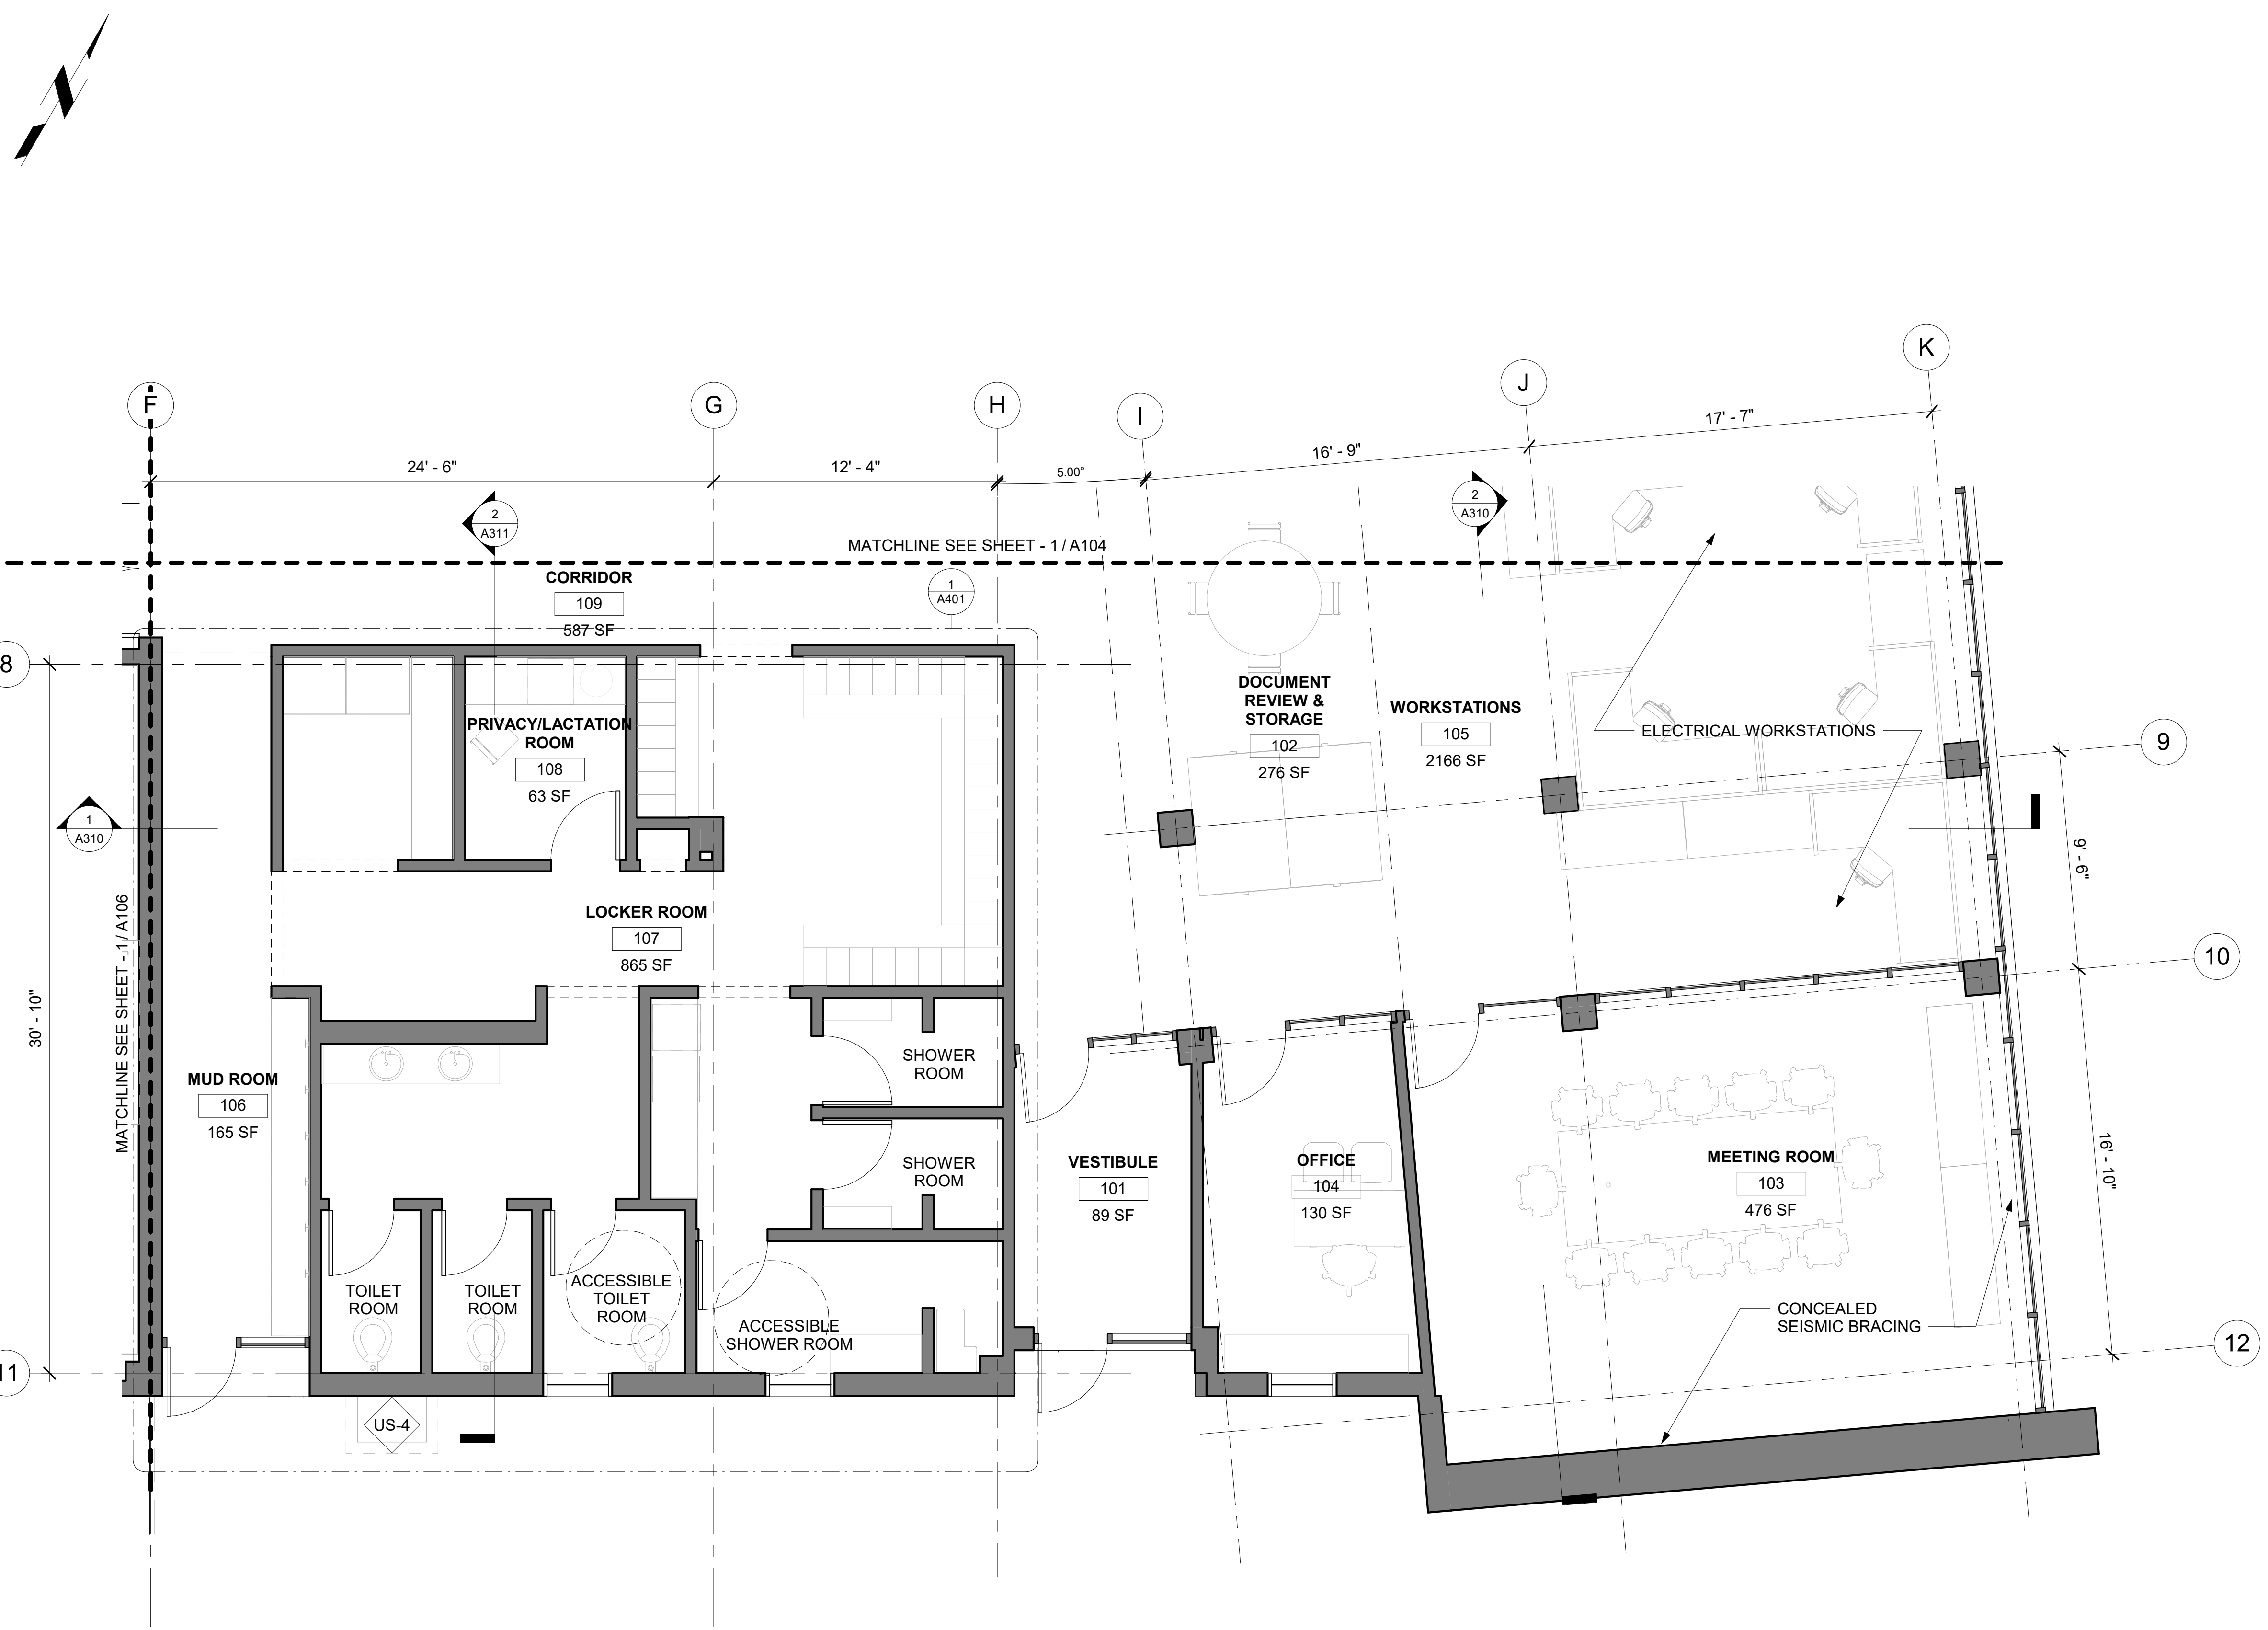 K
J
F
G
H
I
17' - 7"
16' - 9"
24' - 6"
12' - 4"
5.00°
2
A311
2
A310
MATCHLINE SEE SHEET - 1 / A104
CORRIDOR
109
587 SF
1
A401
8
DOCUMENT
REVIEW &
STORAGE
102
276 SF
WORKSTATIONS
105
2166 SF
ELECTRICAL WORKSTATIONS
9
PRIVACY/LACTATION
ROOM
108
63 SF
1
A310
9' - 6"
LOCKER ROOM
107
865 SF
10
MATCHLINE SEE SHEET - 1 / A106
30' - 10"
MUD ROOM
106
165 SF
SHOWER
ROOM
SHOWER
ROOM
VESTIBULE
101
89 SF
OFFICE
104
130 SF
MEETING ROOM
103
476 SF
16' - 10"
TOILET
ROOM
TOILET
ROOM
ACCESSIBLE
TOILET
ROOM
ACCESSIBLE
SHOWER ROOM
CONCEALED
SEISMIC BRACING
12
11
US-4